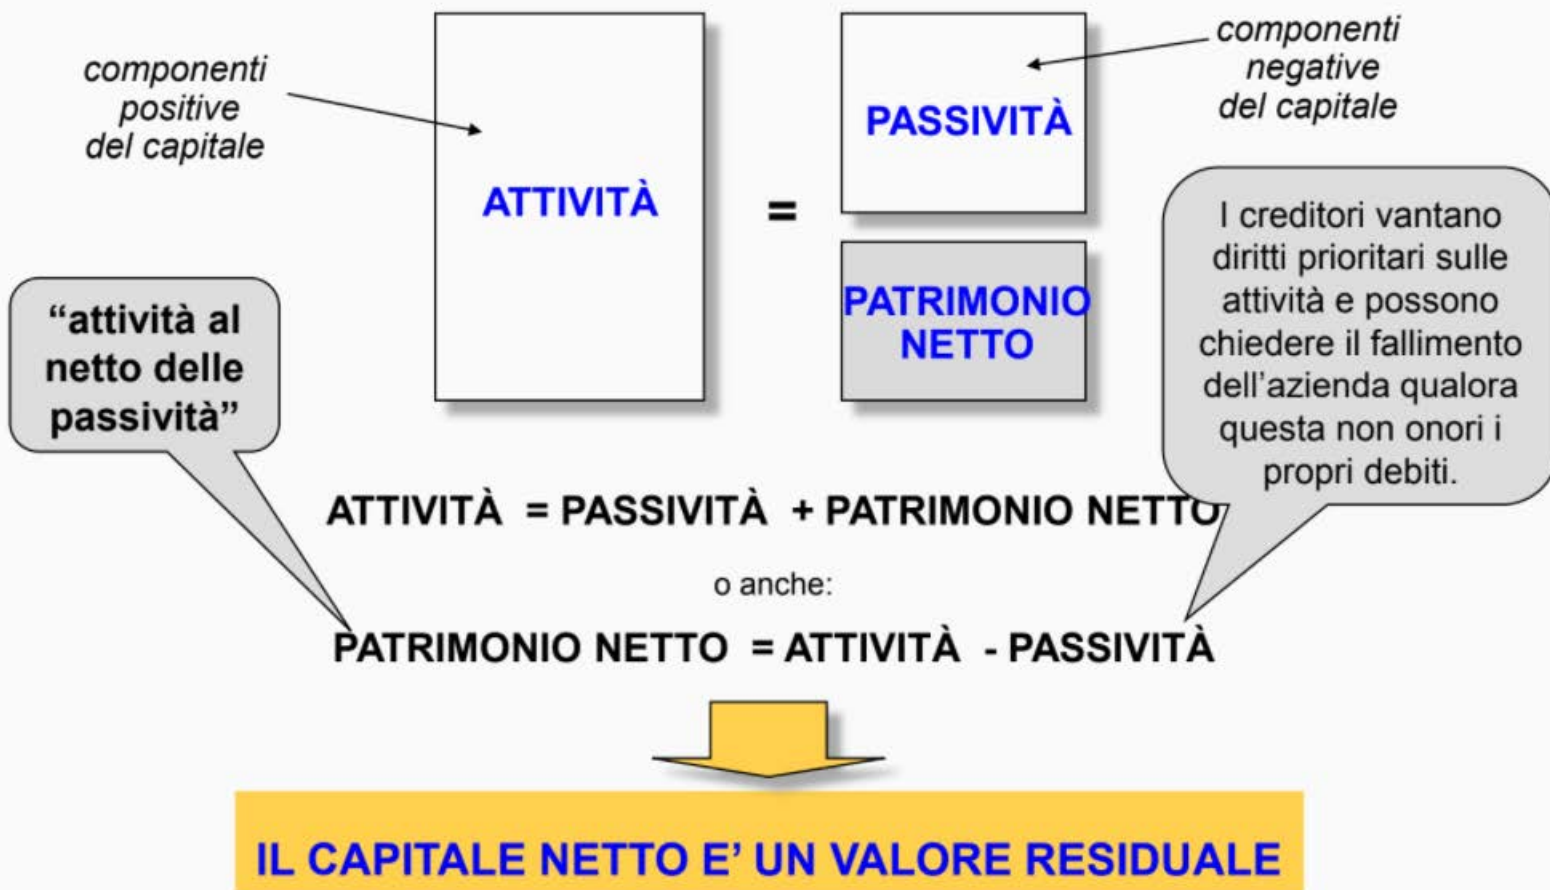 componenti
positive
del capitale
ATTIVITÀ
=
PASSIVITÀ
PATRIMONIO
NETTO
componenti
negative
del capitale
“attività al
netto delle
passività”
I creditori vantano
diritti prioritari sulle
attività e possono
chiedere il fallimento
dell’azienda qualora
questa non onori i
propri debiti.
ATTIVITÀ = PASSIVITÀ + PATRIMONIO NETTO
o anche:
PATRIMONIO NETTO = ATTIVITÀ - PASSIVITÀ
IL CAPITALE NETTO E’ UN VALORE RESIDUALE